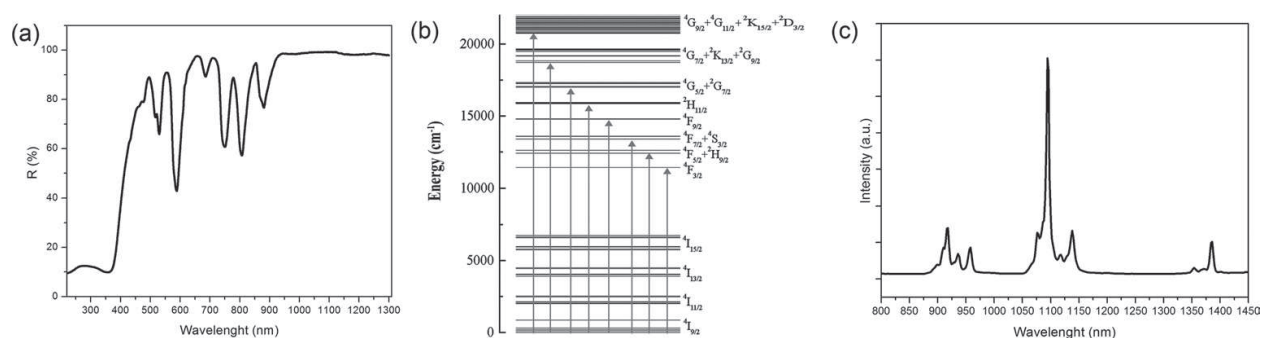 (a)
R (%)
100
80
60
40
20
0
200 300 400 500 600 700 800 900 1000 1100 1200 1300
Wavelenght (nm)
(b)
Energy (cm⁻¹)
20000
15000
10000
5000
0
⁴G₉/₂+⁴G₁₁/₂+²K₁₅/₂+²D₃/₂
⁴G₇/₂+²K₁₃/₂+²G₉/₂
⁴G₅/₂+²G₇/₂
²H₁₁/₂
⁴F₉/₂
⁴F₇/₂+⁴S₃/₂
⁴F₅/₂+²H₉/₂
⁴F₃/₂
⁴I₁₅/₂
⁴I₁₃/₂
⁴I₁₁/₂
⁴I₉/₂
(c)
Intensity (a.u.)
800 850 900 950 1000 1050 1100 1150 1200 1250 1300 1350 1400 1450
Wavelenght (nm)